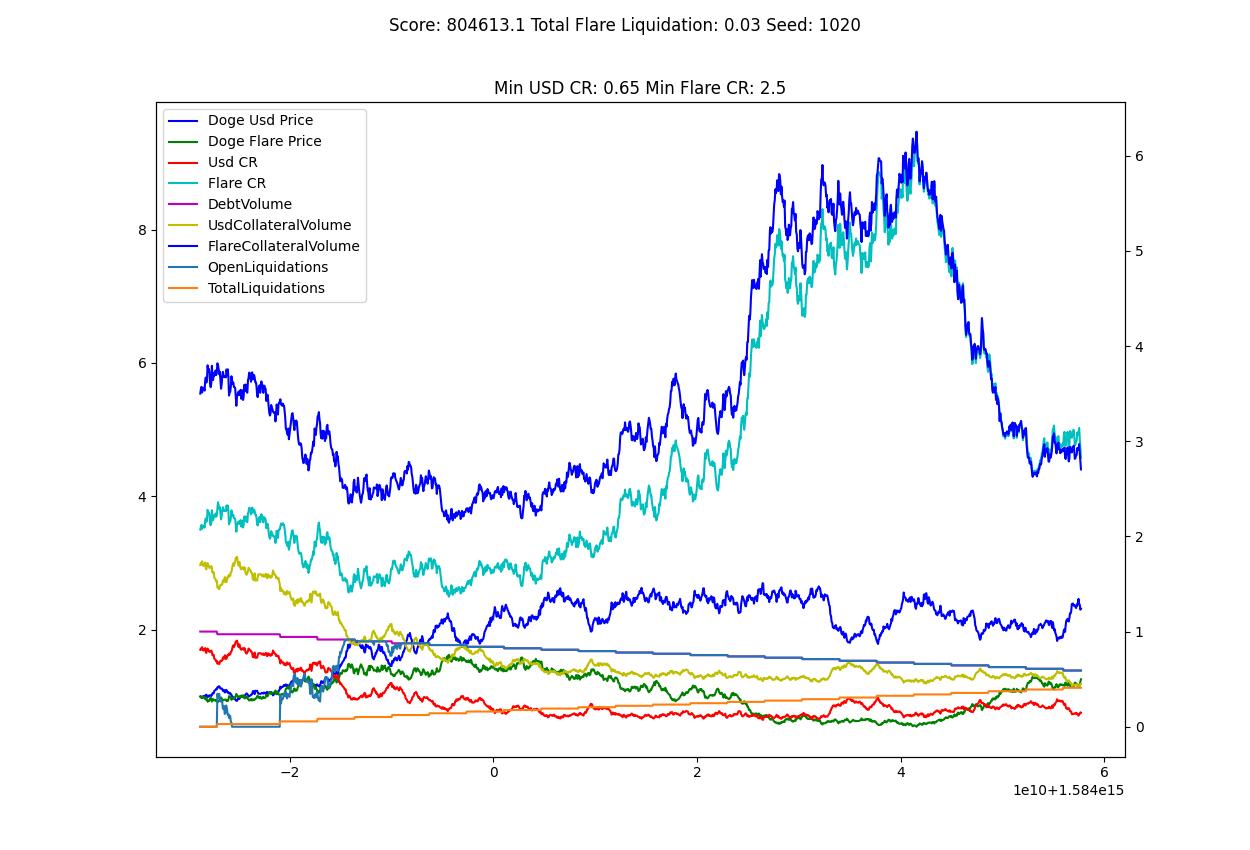 Score: 804613.1 Total Flare Liquidation: 0.03 Seed: 1020
Min USD CR: 0.65 Min Flare CR: 2.5
Doge Usd Price
Doge Flare Price
Usd CR
Flare CR
DebtVolume
UsdCollateralVolume
FlareCollateralVolume
OpenLiquidations
TotalLiquidations
8
6
4
2
6
5
4
3
2
1
0
−2
0
2
4
6
1e10+1.584e15